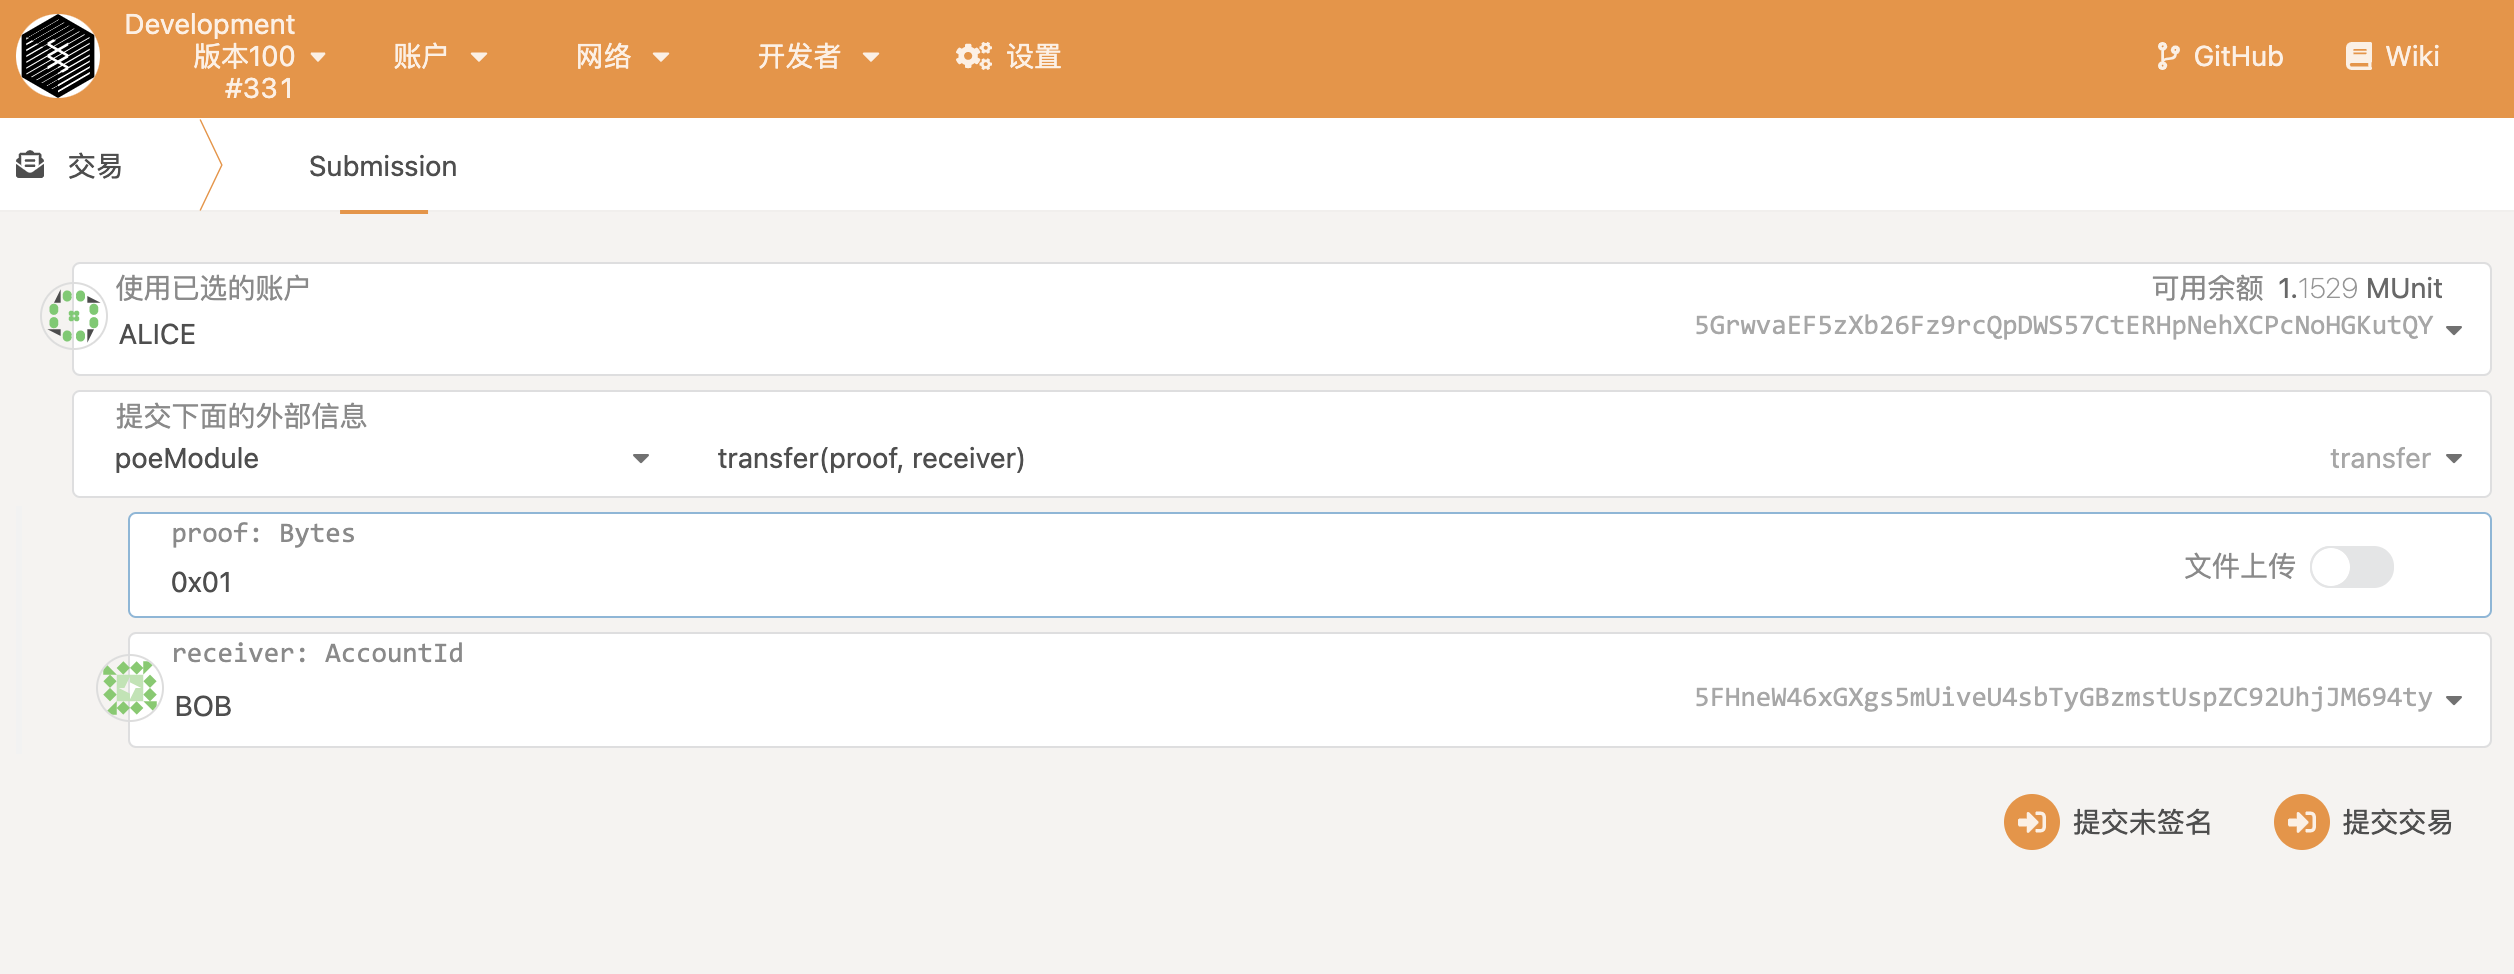 Development
版本100
#331
账户
网络
开发者
设置
GitHub
Wiki
交易
Submission
使用已选的账户
可用余额 1.1529 MUnit
ALICE
5GrwvaEF5zXb26Fz9rcQpDWS57CtERHpNehXCPcNoHGKutQY
提交下面的外部信息
poeModule
transfer(proof, receiver)
transfer
proof: Bytes
0x01
文件上传
receiver: AccountId
BOB
5FHneW46xGXgs5mUiveU4sbTyGBzmstUspZC92UhjJM694ty
提交未签名
提交交易